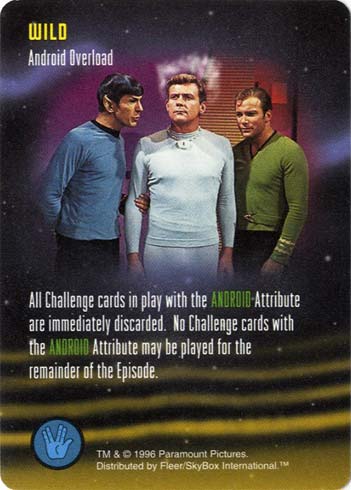 WILD
Android Overload
All Challenge cards in play with the ANDROID Attribute
are immediately discarded. No Challenge cards with
the ANDROID Attribute may be played for the
remainder of the Episode.
TM & © 1996 Paramount Pictures.
Distributed by Fleer/SkyBox International.™